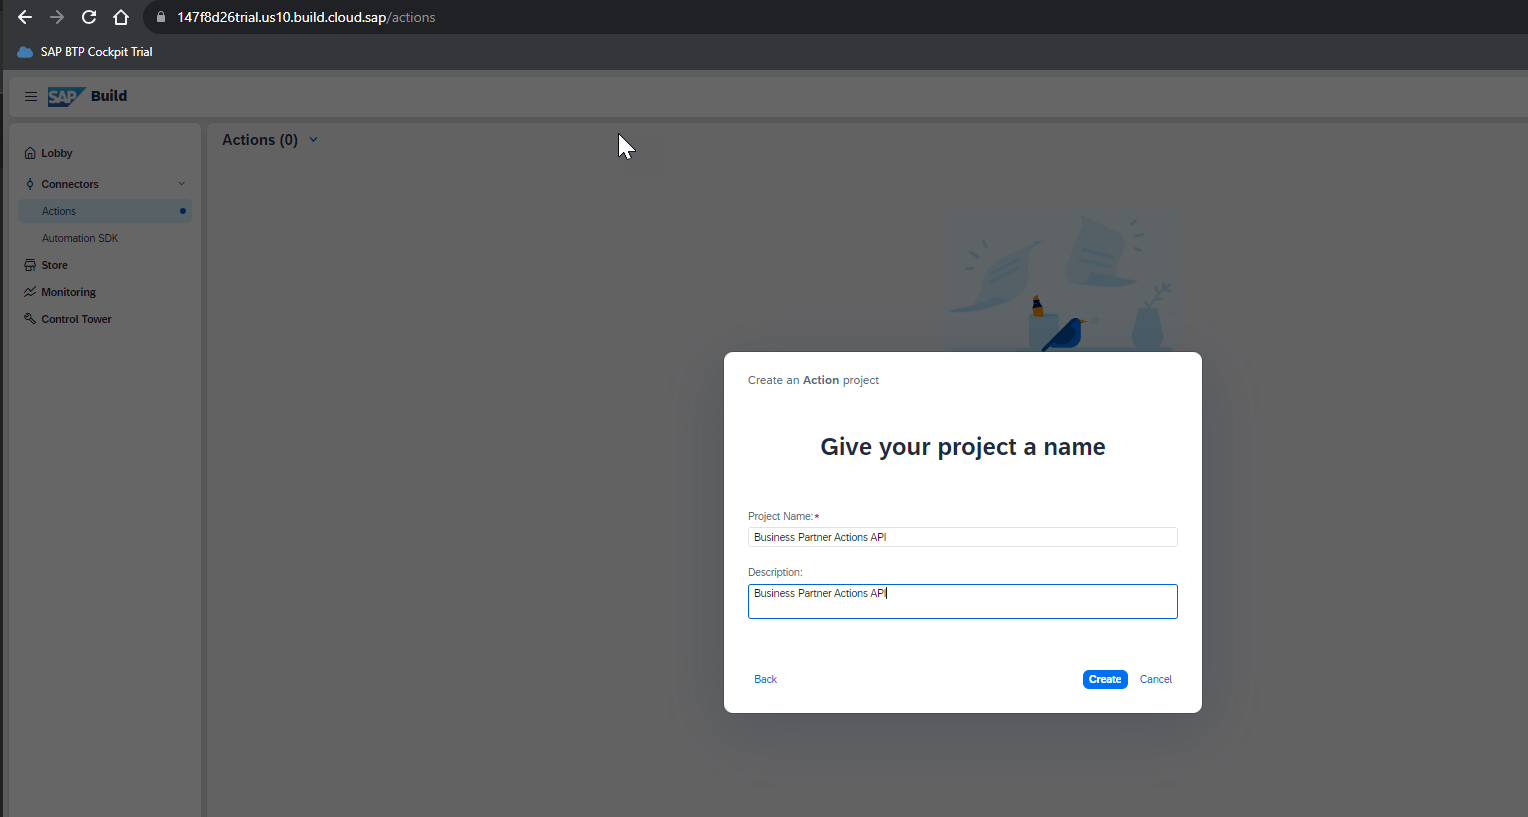 147f8d26trial.us10.build.cloud.sap/actions
SAP BTP Cockpit Trial
SAP Build
Actions (0)
Lobby
Connectors
Actions
Automation SDK
Store
Monitoring
Control Tower
Create an Action project
Give your project a name
Project Name:*
Business Partner Actions API
Description:
Business Partner Actions API
Back
Create
Cancel